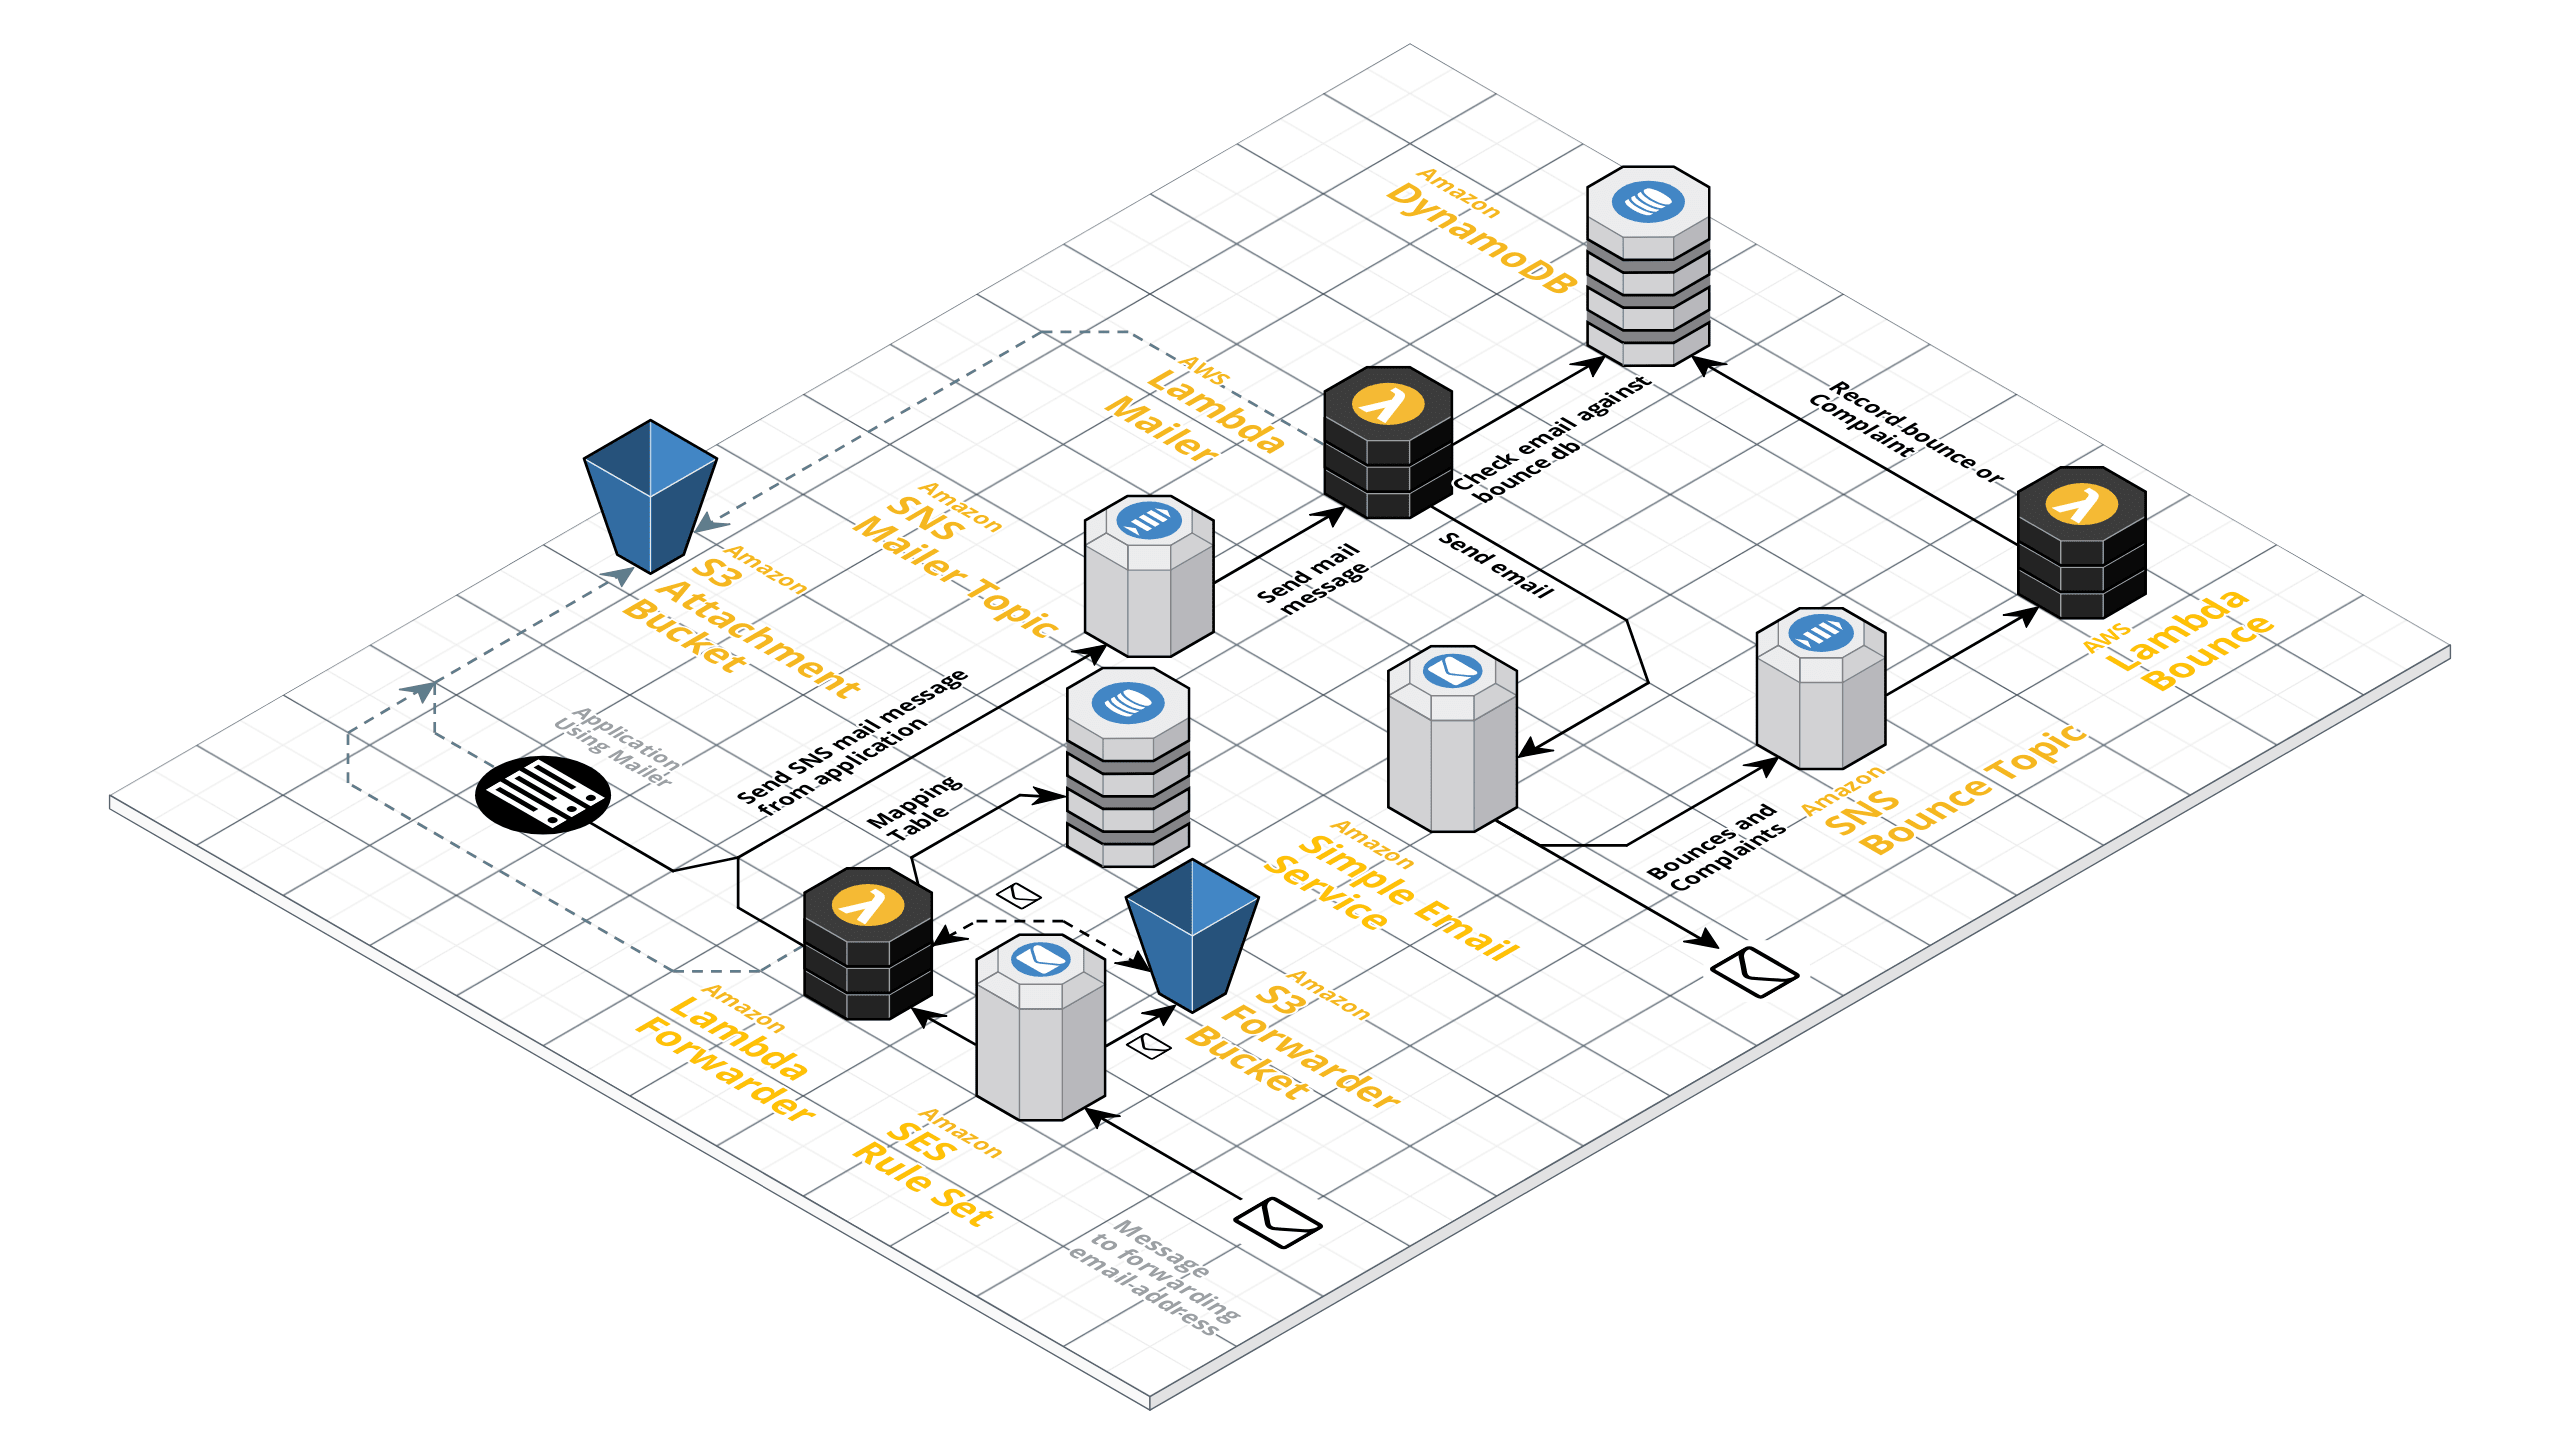 Amazon
DynamoDB
AWS
Lambda
Mailer
Record bounce or
Complaint
Check email against
bounce db
Amazon
SNS
Mailer Topic
Send mail
message
Send email
Amazon
S3
Attachment
Bucket
AWS
Lambda
Bounce
Application
Using Mailer
Send SNS mail message
from application
Mapping
Table
Amazon
SNS
Bounce Topic
Bounces and
Complaints
Amazon
Simple Email
Service
Amazon
Lambda
Forwarder
Amazon
S3
Forwarder
Bucket
Amazon
SES
Rule Set
Message
to forwarding
email-address